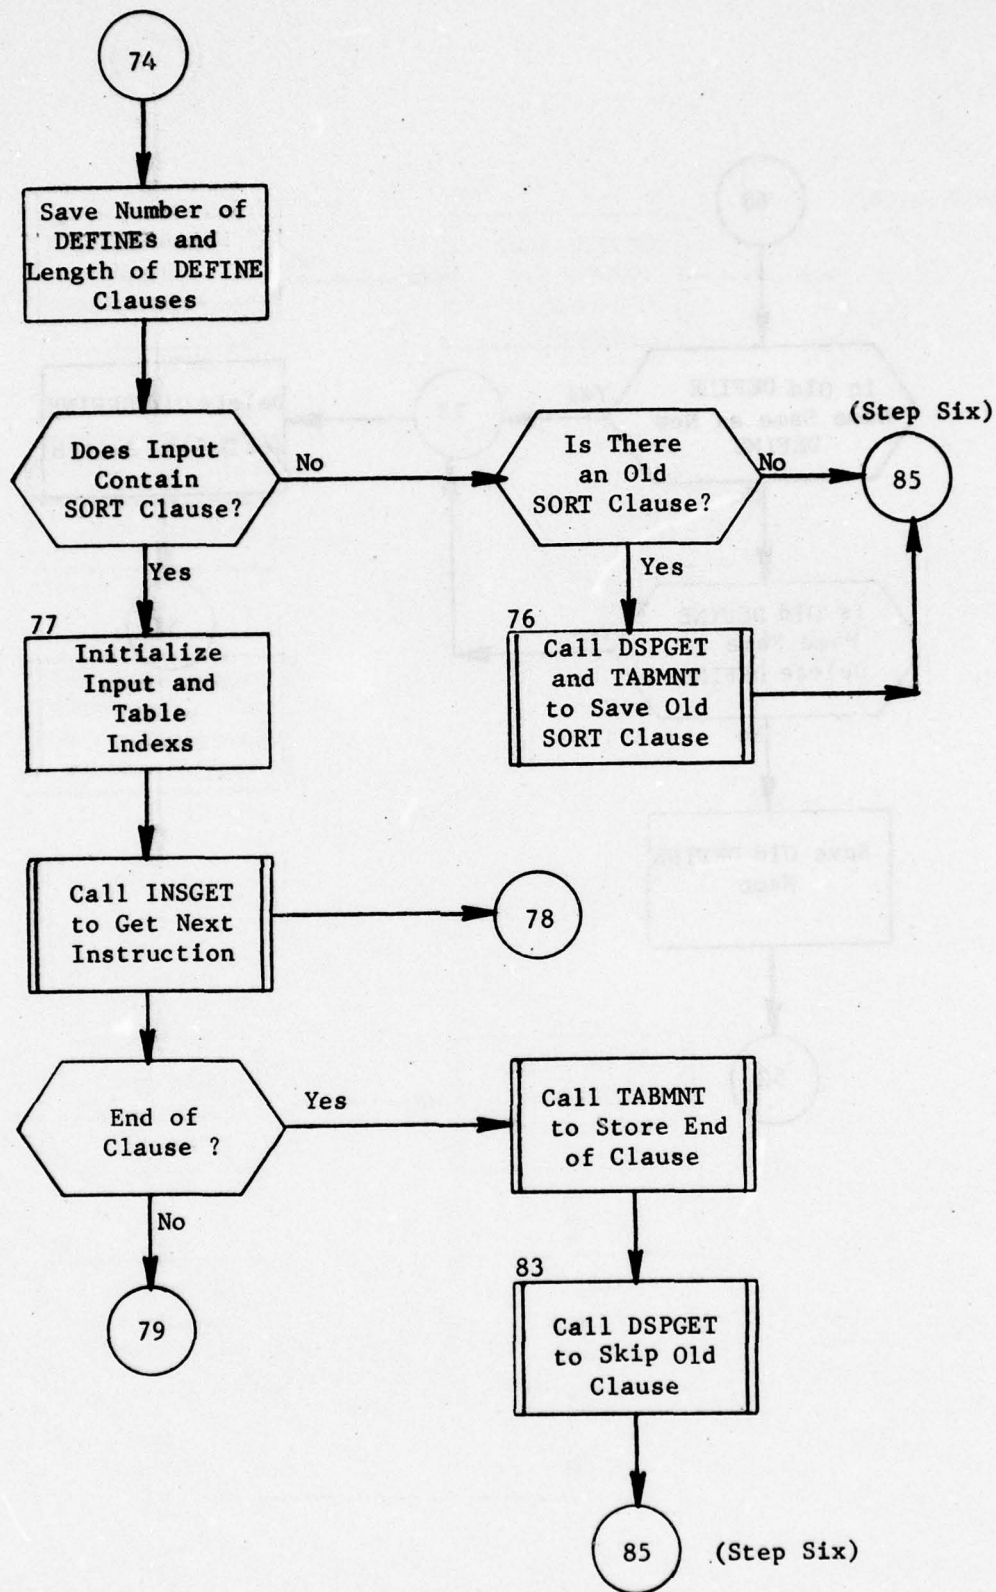 74
Save Number of
DEFINEs and
Length of DEFINE
Clauses
Does Input
Contain
SORT Clause?
No
Is There
an Old
SORT Clause?
No
(Step Six)
85
Yes
Yes
77
Initialize
Input and
Table
Indexs
76
Call DSPGET
and TABMNT
to Save Old
SORT Clause
Call INSGET
to Get Next
Instruction
78
End of
Clause ?
Yes
Call TABMNT
to Store End
of Clause
No
79
83
Call DSPGET
to Skip Old
Clause
85
(Step Six)